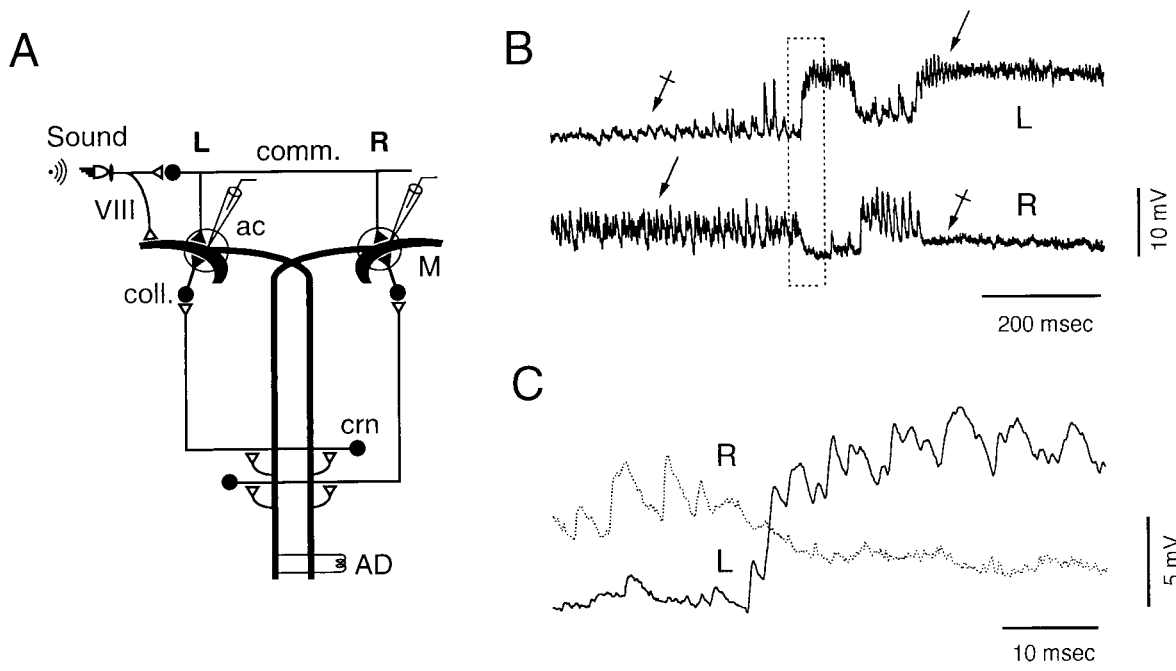 A
Sound
L
comm.
R
VIII
ac
M
coll.
crn
AD
B
L
R
10 mV
200 msec
C
R
L
5 mV
10 msec